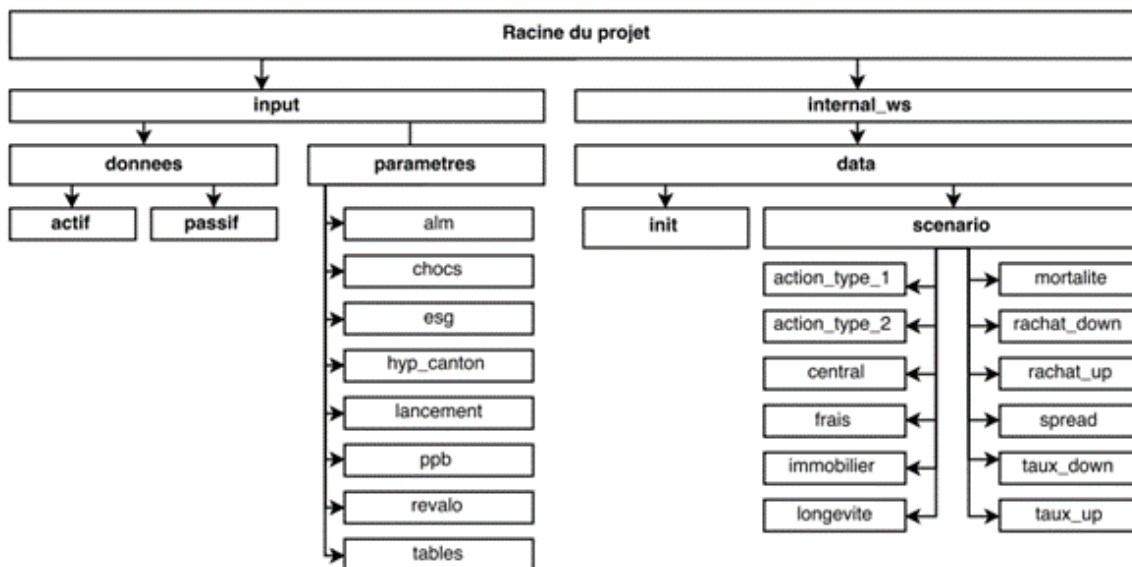 Racine du projet
input
internal_ws
donnees
parametres
data
actif
passif
init
scenario
alm
chocs
esg
hyp_canton
lancement
ppb
revalo
tables
action_type_1
action_type_2
central
frais
immobilier
longevite
mortalite
rachat_down
rachat_up
spread
taux_down
taux_up